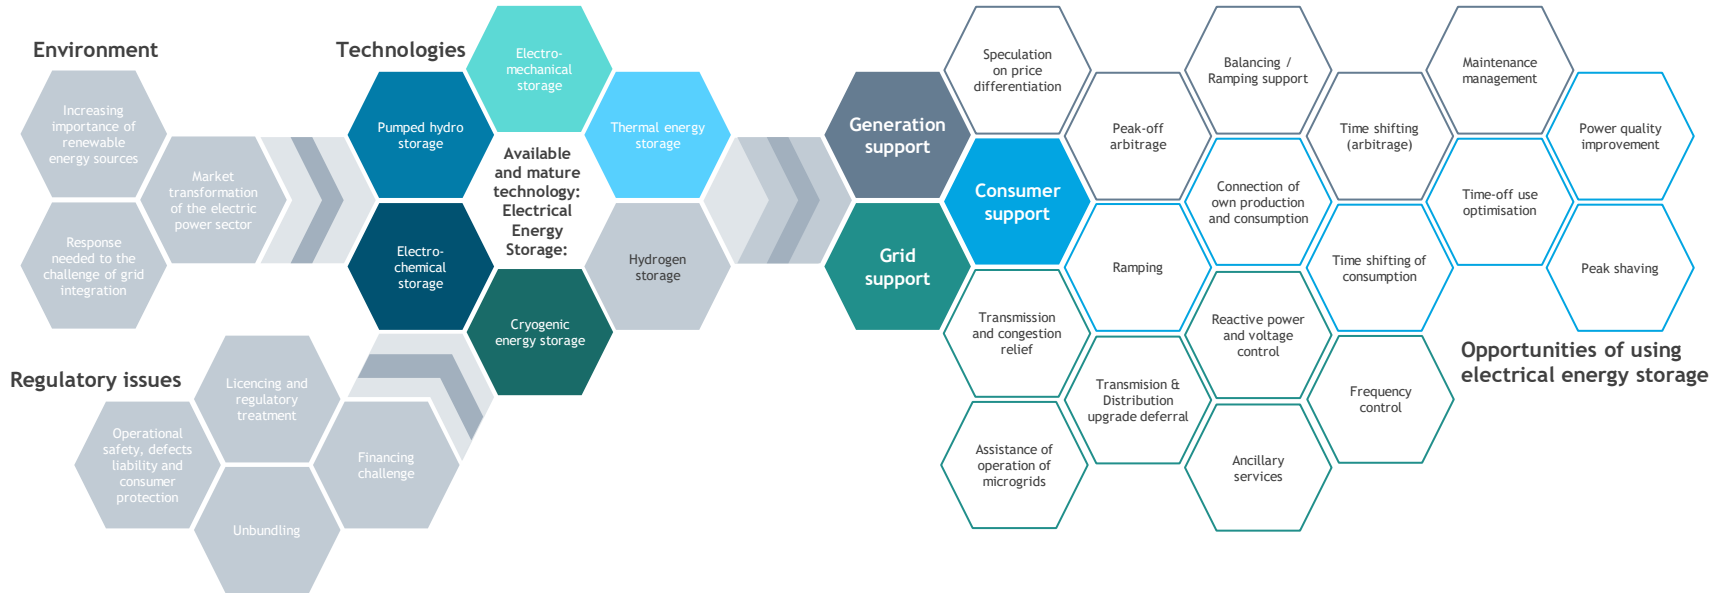 Environment
Increasing
importance of
renewable
energy sources
Market
transformation
of the electric
power sector
Response
needed to the
challenge of grid
integration
Regulatory issues
Licencing and
regulatory
treatment
Operational
safety, defects
liability and
consumer
protection
Financing
challenge
Unbundling
Technologies
Electro-
mechanical
storage
Pumped hydro
storage
Thermal energy
storage
Available
and mature
technology:
Electrical
Energy
Storage:
Electro-
chemical
storage
Hydrogen
storage
Cryogenic
energy storage
Generation
support
Consumer
support
Grid
support
Speculation
on price
differentiation
Peak-off
arbitrage
Balancing /
Ramping support
Time shifting
(arbitrage)
Maintenance
management
Power quality
improvement
Connection of
own production
and consumption
Time-off use
optimisation
Ramping
Time shifting of
consumption
Peak shaving
Transmission
and congestion
relief
Reactive power
and voltage
control
Transmision &
Distribution
upgrade deferral
Frequency
control
Assistance of
operation of
microgrids
Ancillary
services
Opportunities of using
electrical energy storage